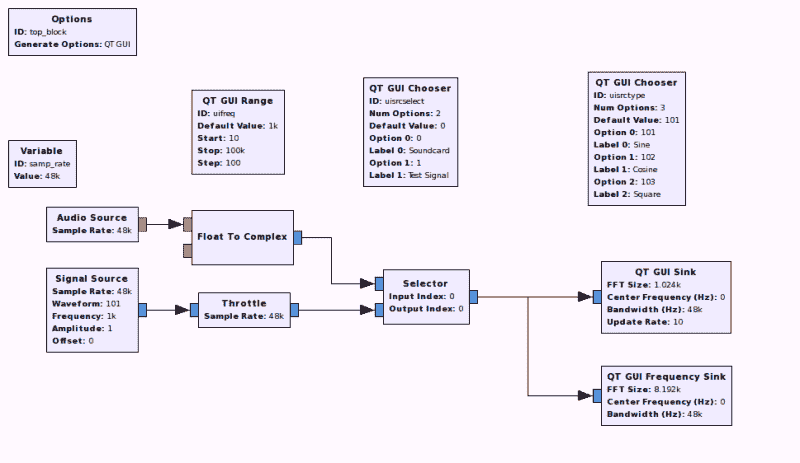 Options
ID: top_block
Generate Options: QT GUI
Variable
ID: samp_rate
Value: 48k
QT GUI Range
ID: uifreq
Default Value: 1k
Start: 10
Stop: 100k
Step: 100
QT GUI Chooser
ID: uisrcselect
Num Options: 2
Default Value: 0
Option 0: 0
Label 0: Soundcard
Option 1: 1
Label 1: Test Signal
QT GUI Chooser
ID: uisrctype
Num Options: 3
Default Value: 101
Option 0: 101
Label 0: Sine
Option 1: 102
Label 1: Cosine
Option 2: 103
Label 2: Square
Audio Source
Sample Rate: 48k
Float To Complex
Signal Source
Sample Rate: 48k
Waveform: 101
Frequency: 1k
Amplitude: 1
Offset: 0
Throttle
Sample Rate: 48k
Selector
Input Index: 0
Output Index: 0
QT GUI Sink
FFT Size: 1.024k
Center Frequency (Hz): 0
Bandwidth (Hz): 48k
Update Rate: 10
QT GUI Frequency Sink
FFT Size: 8.192k
Center Frequency (Hz): 0
Bandwidth (Hz): 48k